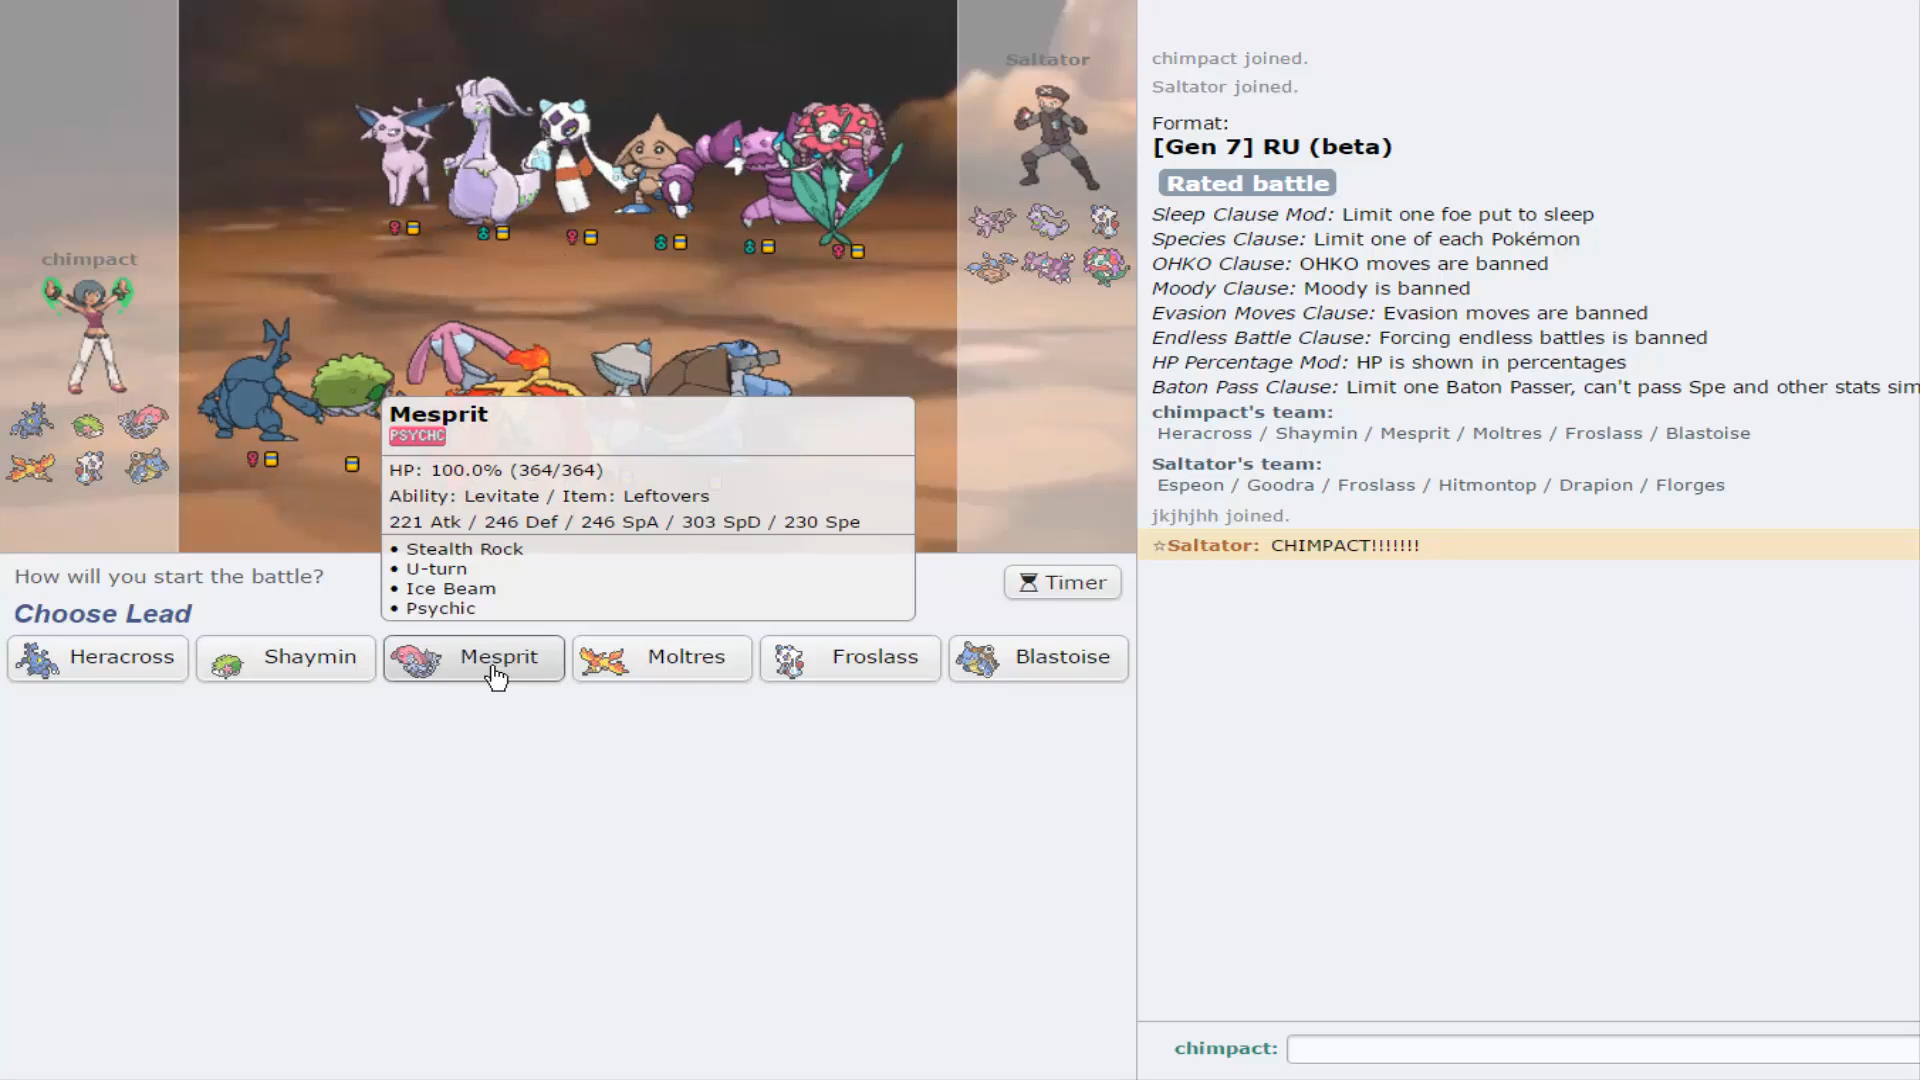 chimpact
Saltator
Mesprit
PSYCHC
HP: 100.0% (364/364)
Ability: Levitate / Item: Leftovers
221 Atk / 246 Def / 246 SpA / 303 SpD / 230 Spe
• Stealth Rock
• U-turn
• Ice Beam
• Psychic
How will you start the battle?
Timer
Choose Lead
Heracross
Shaymin
Mesprit
Moltres
Froslass
Blastoise
chimpact joined.
Saltator joined.
Format:
[Gen 7] RU (beta)
Rated battle
Sleep Clause Mod: Limit one foe put to sleep
Species Clause: Limit one of each Pokémon
OHKO Clause: OHKO moves are banned
Moody Clause: Moody is banned
Evasion Moves Clause: Evasion moves are banned
Endless Battle Clause: Forcing endless battles is banned
HP Percentage Mod: HP is shown in percentages
Baton Pass Clause: Limit one Baton Passer, can't pass Spe and other stats sim
chimpact's team:
Heracross / Shaymin / Mesprit / Moltres / Froslass / Blastoise
Saltator's team:
Espeon / Goodra / Froslass / Hitmontop / Drapion / Florges
jkjhjhh joined.
☆Saltator: CHIMPACT!!!!!!!
chimpact: